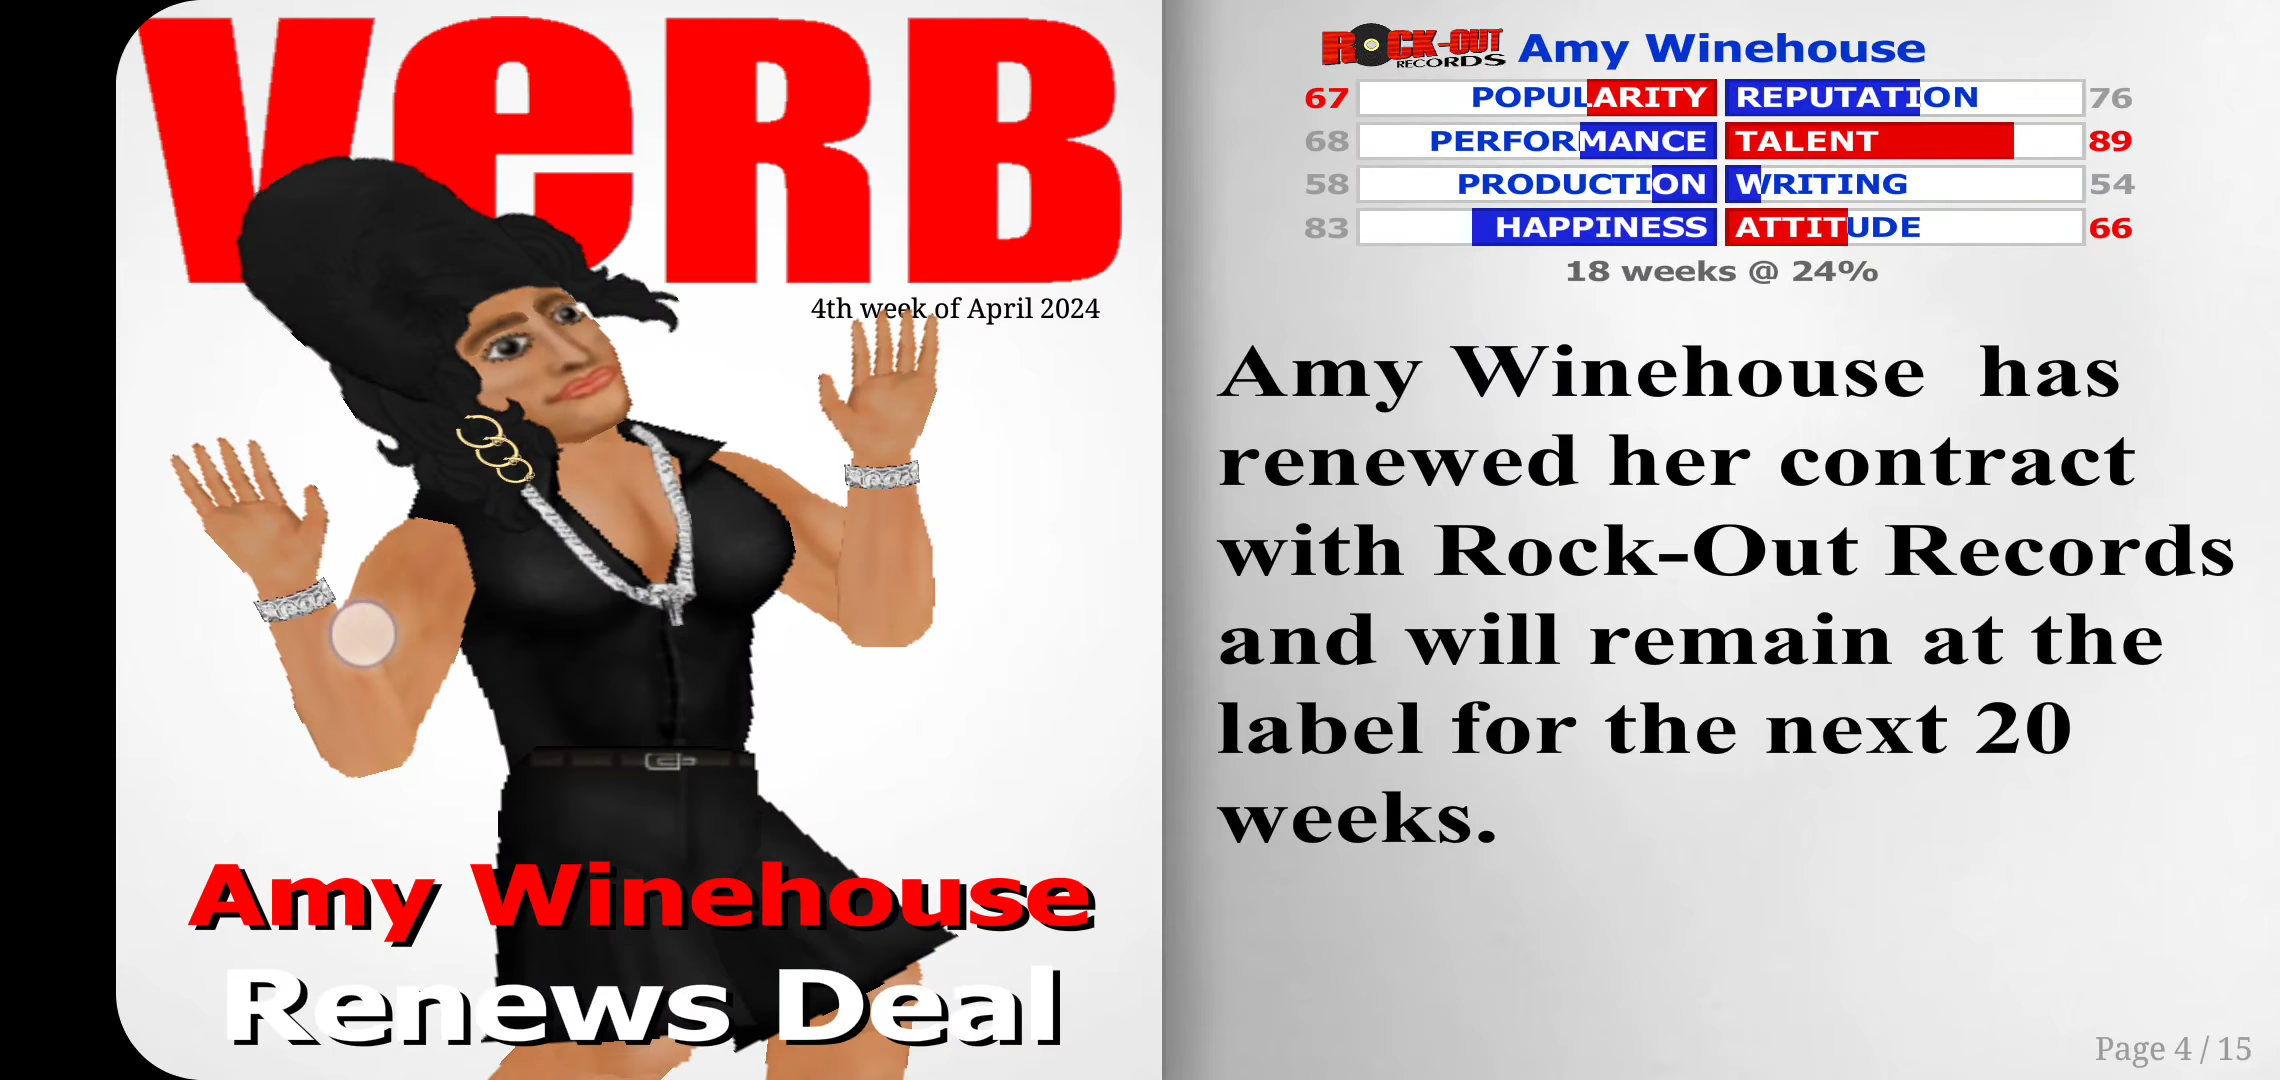 VeRB
4th week of April 2024
Amy Winehouse
Renews Deal
ROCK-OUT RECORDS Amy Winehouse
67 POPULARITY REPUTATION 76
68 PERFORMANCE TALENT 89
58 PRODUCTION WRITING 54
83 HAPPINESS ATTITUDE 66
18 weeks @ 24%
Amy Winehouse has
renewed her contract
with Rock-Out Records
and will remain at the
label for the next 20
weeks.
Page 4 / 15